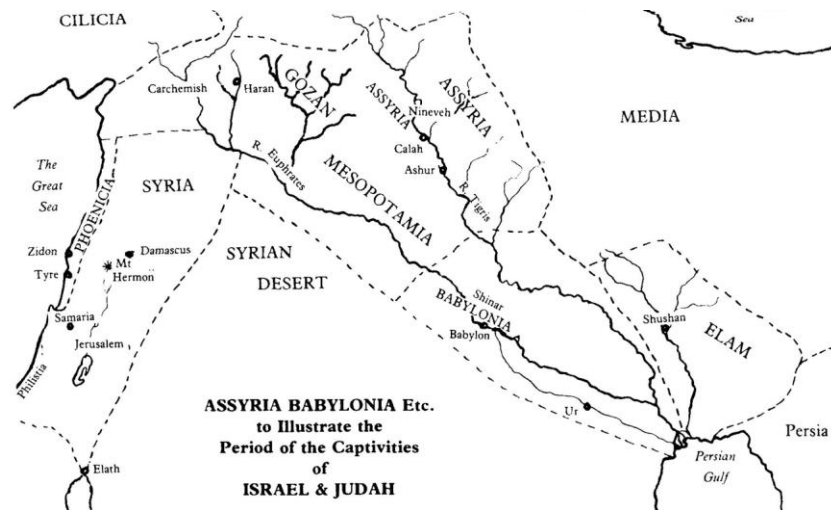 CILICIA
Sea
Carchemish
Haran
GOZAN
ASSYRIA
ASSYRIA
Nineveh
MEDIA
Calah
Ashur
The
Great
Sea
PHOENICIA
SYRIA
R. Euphrates
MESOPOTAMIA
R. Tigris
Zidon
Damascus
Tyre
Mt
Hermon
SYRIAN
DESERT
Shinar
BABYLONIA
Babylon
Shushan
ELAM
Samaria
Jerusalem
Philistia
Ur
Persia
Persian
Gulf
Elath
ASSYRIA BABYLONIA Etc.
to Illustrate the
Period of the Captivities
of
ISRAEL & JUDAH